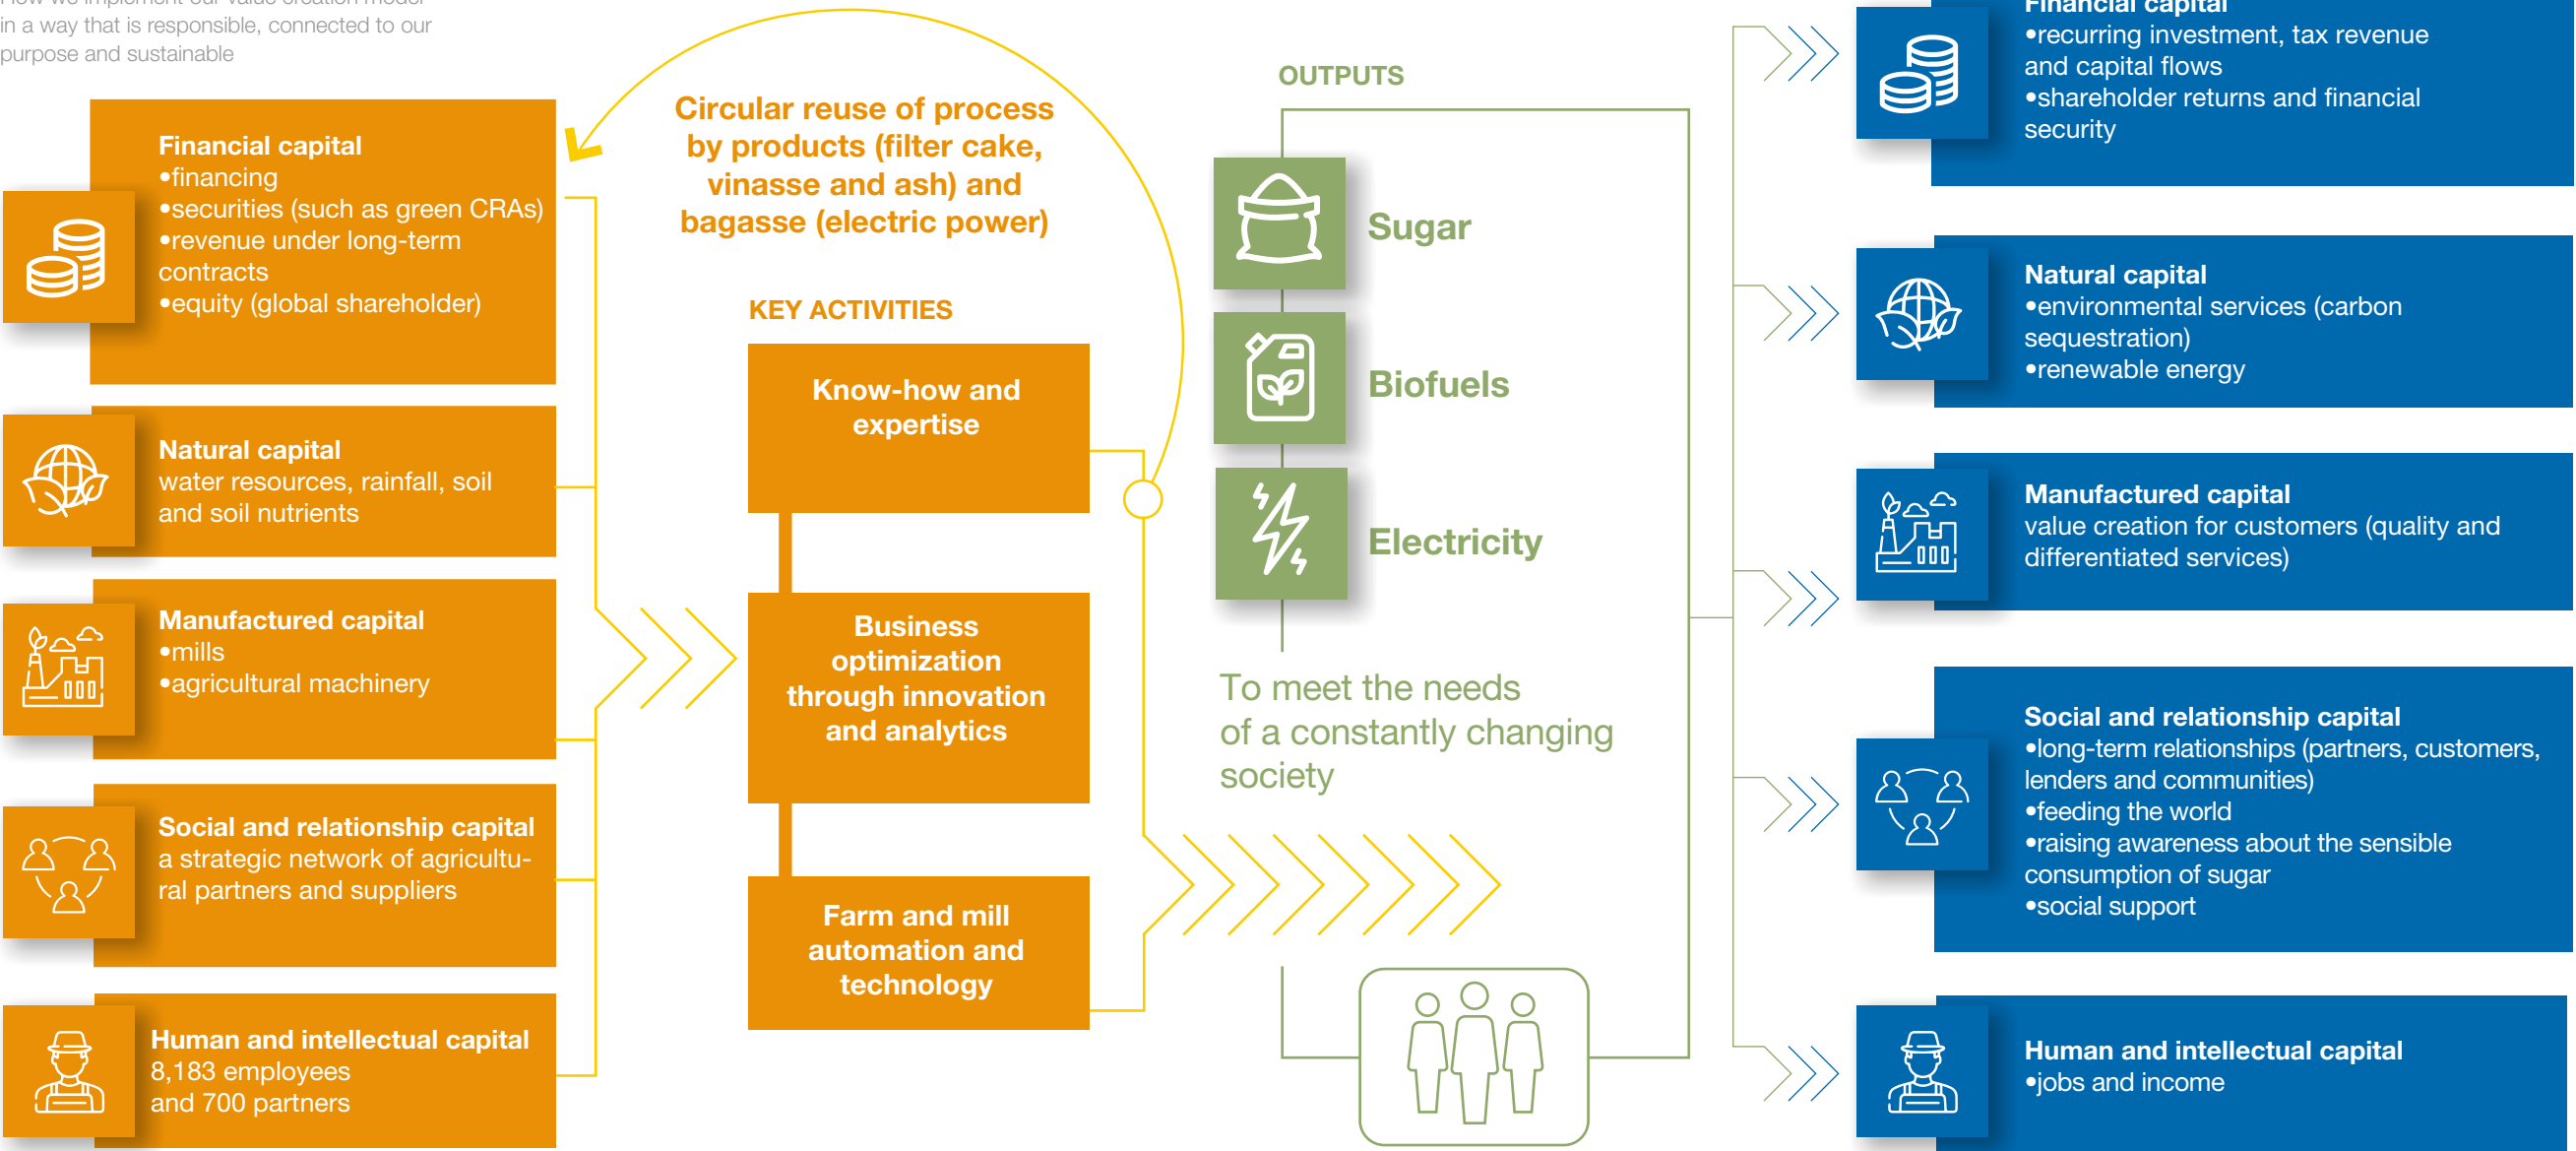 How we implement our value creation model
in a way that is responsible, connected to our
purpose and sustainable
Financial capital
•financing
•securities (such as green CRAs)
•revenue under long-term
contracts
•equity (global shareholder)
Natural capital
water resources, rainfall, soil
and soil nutrients
Manufactured capital
•mills
•agricultural machinery
Social and relationship capital
a strategic network of agricultu-
ral partners and suppliers
Human and intellectual capital
8,183 employees
and 700 partners
Circular reuse of process
by products (filter cake,
vinasse and ash) and
bagasse (electric power)
KEY ACTIVITIES
Know-how and
expertise
Business
optimization
through innovation
and analytics
Farm and mill
automation and
technology
OUTPUTS
Sugar
Biofuels
Electricity
To meet the needs
of a constantly changing
society
Financial capital
•recurring investment, tax revenue
and capital flows
•shareholder returns and financial
security
Natural capital
•environmental services (carbon
sequestration)
•renewable energy
Manufactured capital
value creation for customers (quality and
differentiated services)
Social and relationship capital
•long-term relationships (partners, customers,
lenders and communities)
•feeding the world
•raising awareness about the sensible
consumption of sugar
•social support
Human and intellectual capital
•jobs and income